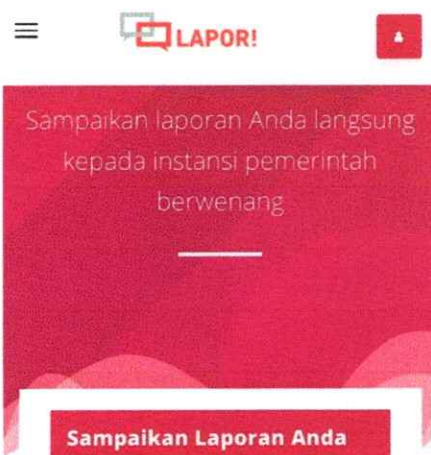 LAPOR!
Sampaikan laporan Anda langsung
kepada instansi pemerintah
berwenang
Sampaikan Laporan Anda